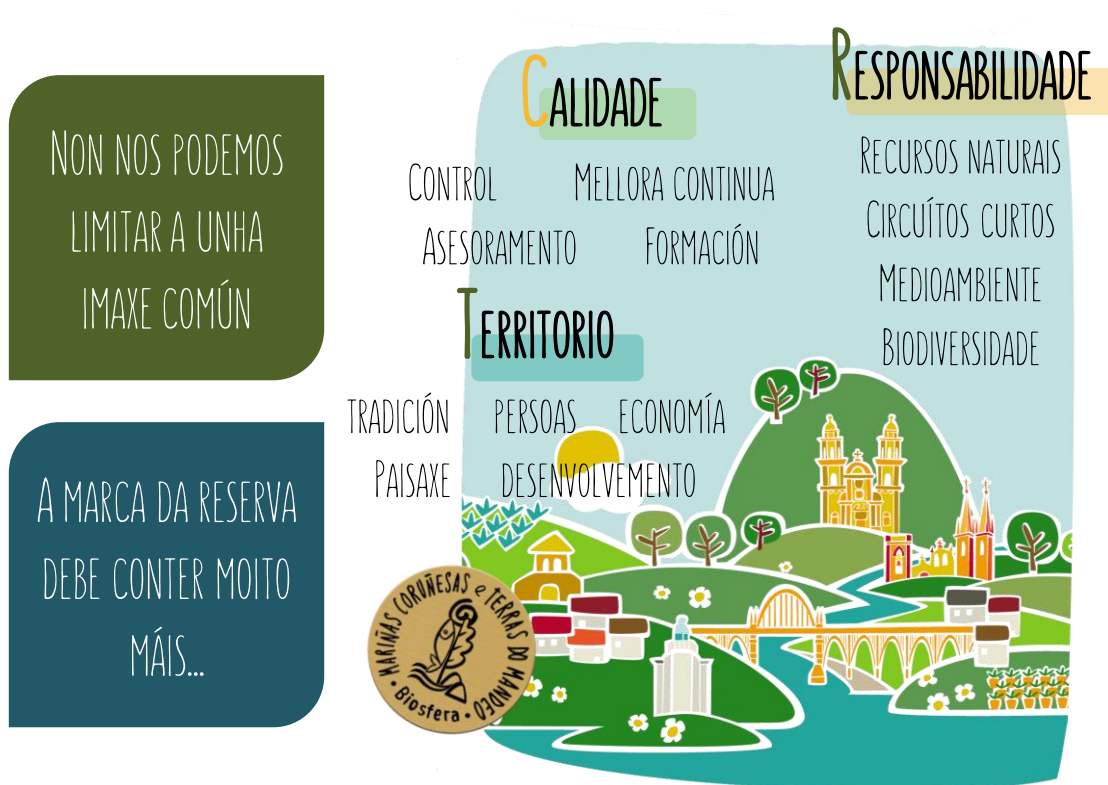 Non nos podemos
limitar a unha
imaxe común
A marca da reserva
debe conter moito
máis...
Calidade
Control Mellora continua
Asesoramento Formación
Territorio
tradición persoas economía
Paisaxe desenvolvemento
Responsabilidade
Recursos naturais
Circuítos curtos
Medioambiente
Biodiversidade
Mariñas Coruñesas e Terras do Mandeo
Biosfera